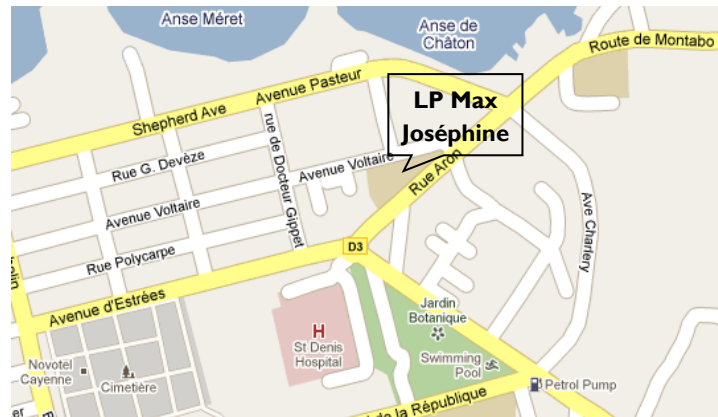 Anse Méret
Anse de
Châton
Route de Montabo
Avenue Pasteur
Shepherd Ave
LP Max
Joséphine
rue de Docteur Gippet
Rue G. Devèze
Avenue Voltaire
Rue Aron
Avenue Voltaire
Ave Charlery
Rue Polycarpe
D3
Avenue d'Estrées
Jardin
Botanique
H
St Denis
Hospital
Novotel
Cayenne
Cimetière
Swimming
Pool
Petrol Pump
de la République